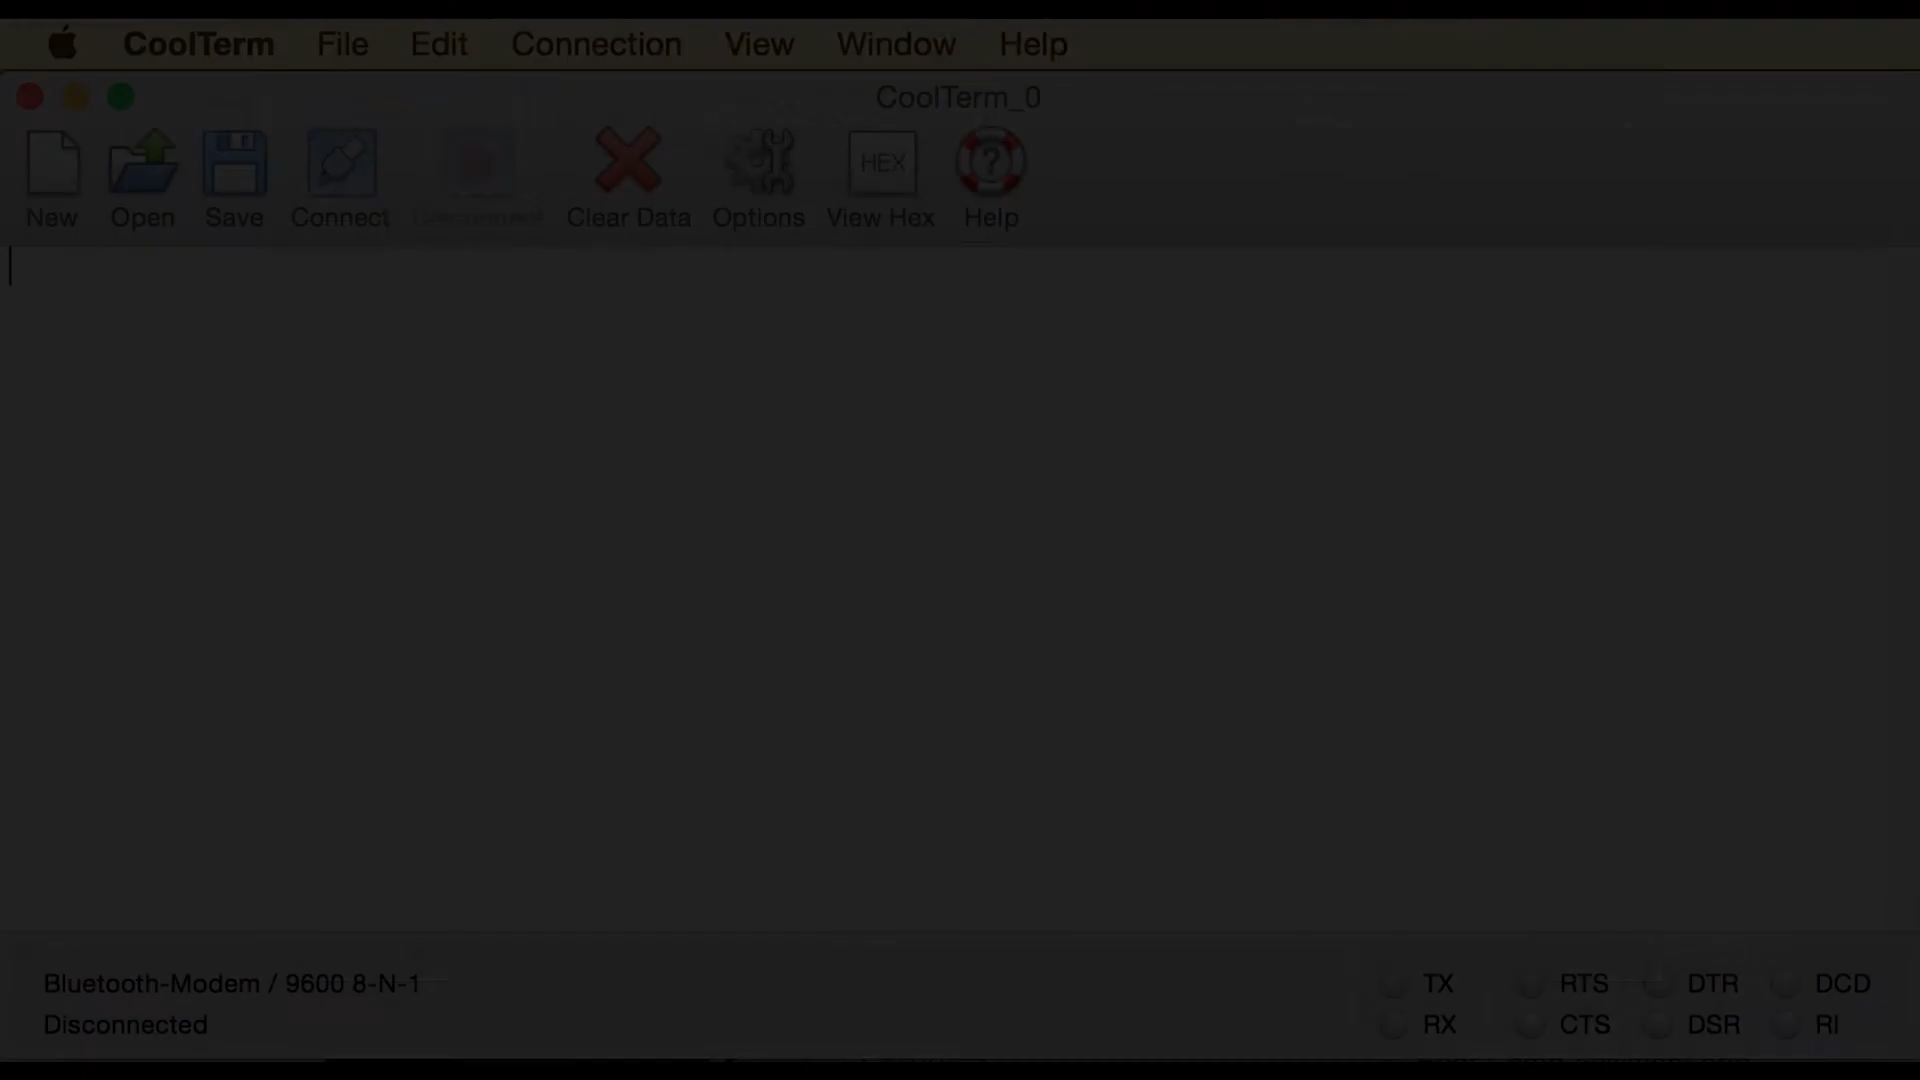 CoolTerm File Edit Connection View Window Help
CoolTerm_0
HEX
?
New Open Save Connect Disconnect Clear Data Options View Hex Help
Bluetooth-Modem / 9600 8-N-1
Disconnected
TX RTS DTR DCD
RX CTS DSR RI